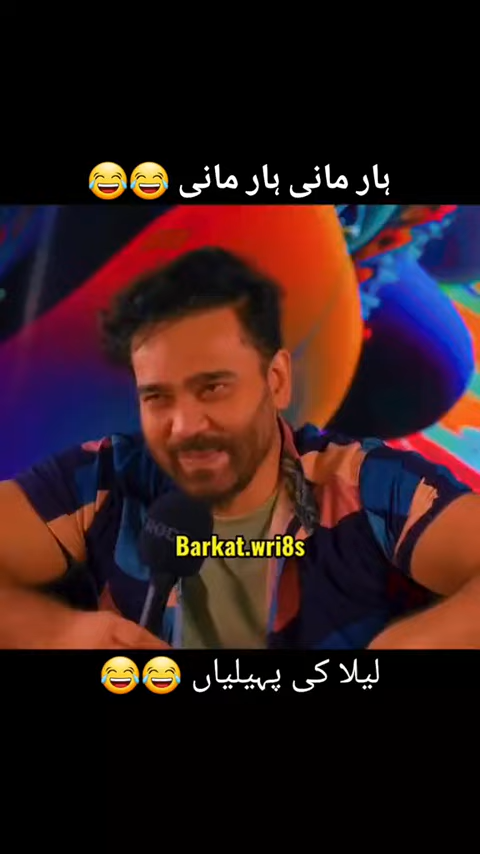 ہار مانی ہار مانی 😂😂
Barkat.wri8s
لیلا کی پہیلیاں 😂😂